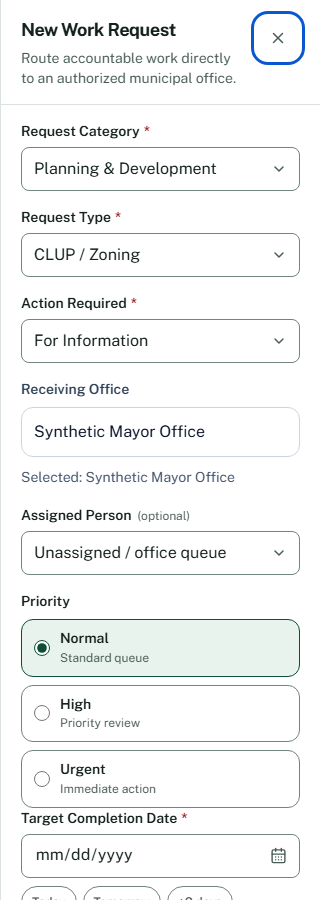 New Work Request
Route accountable work directly
to an authorized municipal office.
Request Category *
Planning & Development
Request Type *
CLUP / Zoning
Action Required *
For Information
Receiving Office
Synthetic Mayor Office
Selected: Synthetic Mayor Office
Assigned Person (optional)
Unassigned / office queue
Priority
Normal
Standard queue
High
Priority review
Urgent
Immediate action
Target Completion Date *
mm/dd/yyyy